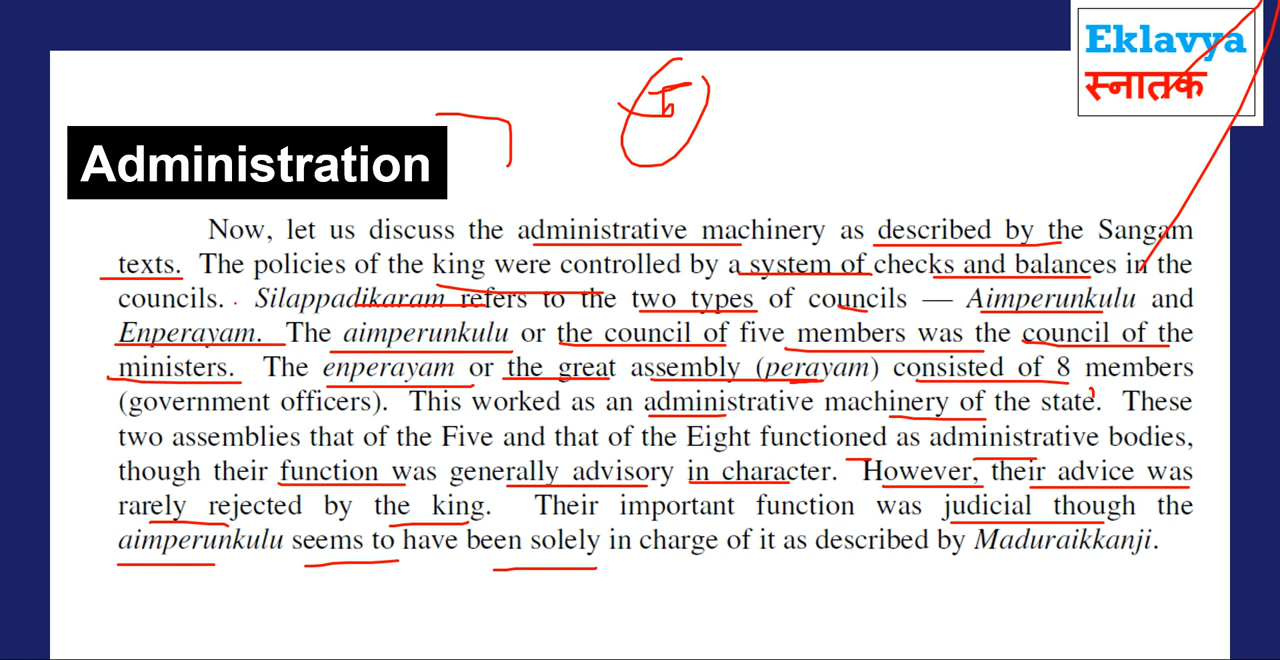 Eklavya
स्नातक
Administration
Now, let us discuss the administrative machinery as described by the Sangam
texts. The policies of the king were controlled by a system of checks and balances in the
councils. Silappadikaram refers to the two types of councils — Aimperunkulu and
Enperayam. The aimperunkulu or the council of five members was the council of the
ministers. The enperayam or the great assembly (perayam) consisted of 8 members
(government officers). This worked as an administrative machinery of the state. These
two assemblies that of the Five and that of the Eight functioned as administrative bodies,
though their function was generally advisory in character. However, their advice was
rarely rejected by the king. Their important function was judicial though the
aimperunkulu seems to have been solely in charge of it as described by Maduraikkanji.